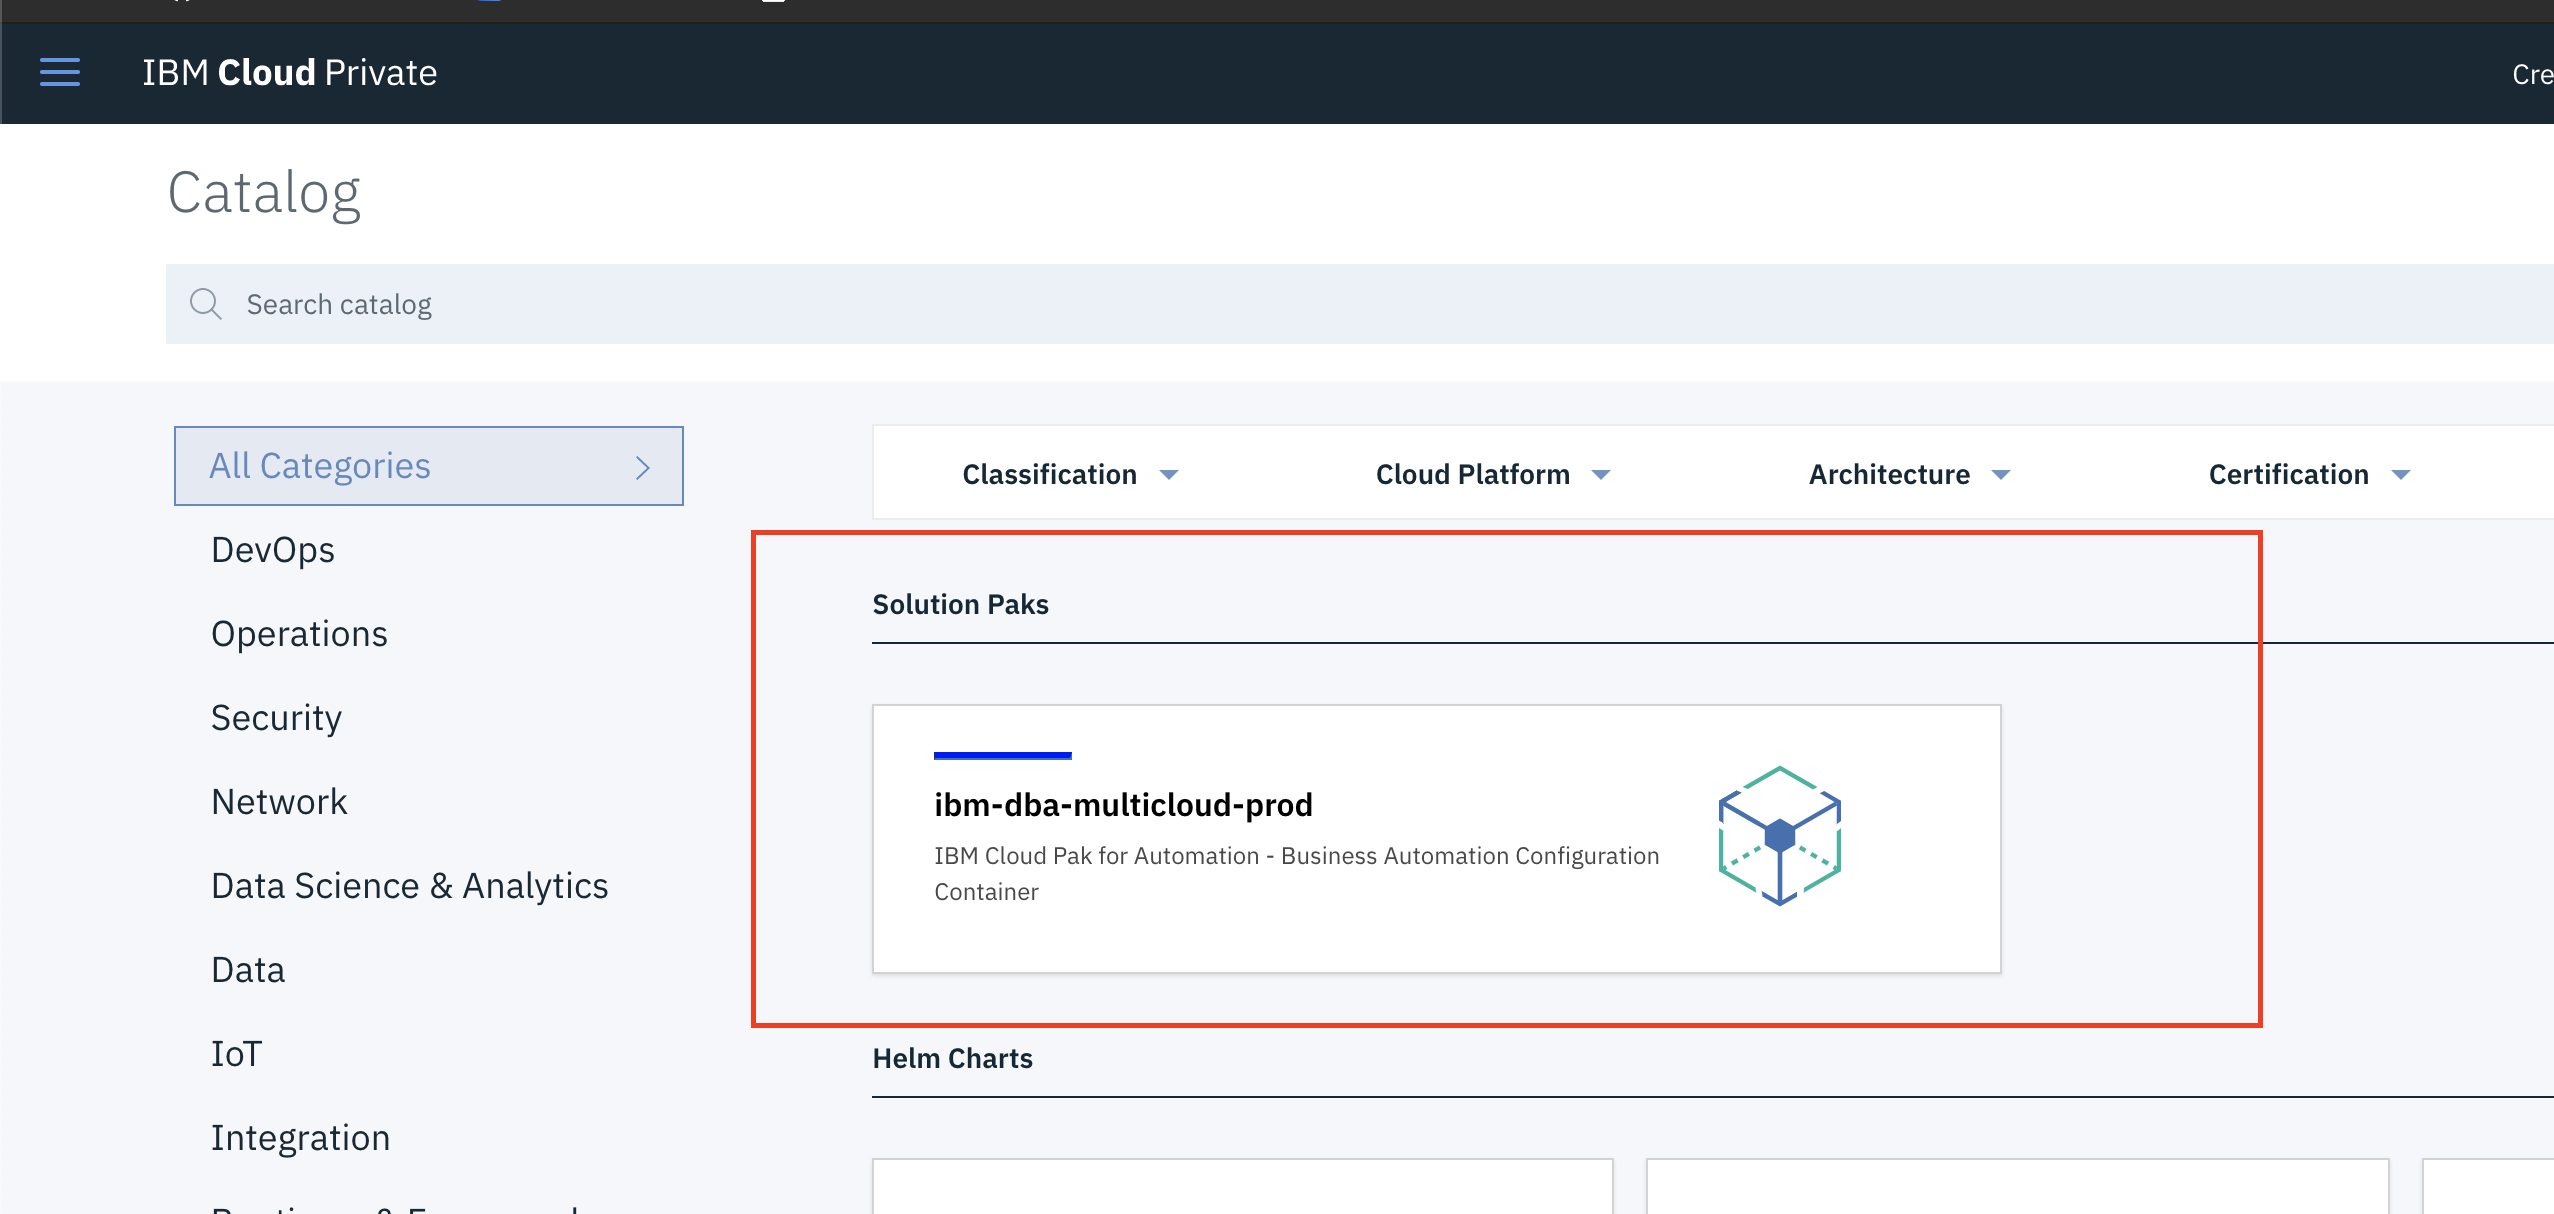 IBM Cloud Private
Catalog
Search catalog
All Categories
DevOps
Operations
Security
Network
Data Science & Analytics
Data
IoT
Integration
Classification
Cloud Platform
Architecture
Certification
Solution Paks
ibm-dba-multicloud-prod
IBM Cloud Pak for Automation - Business Automation Configuration
Container
Helm Charts